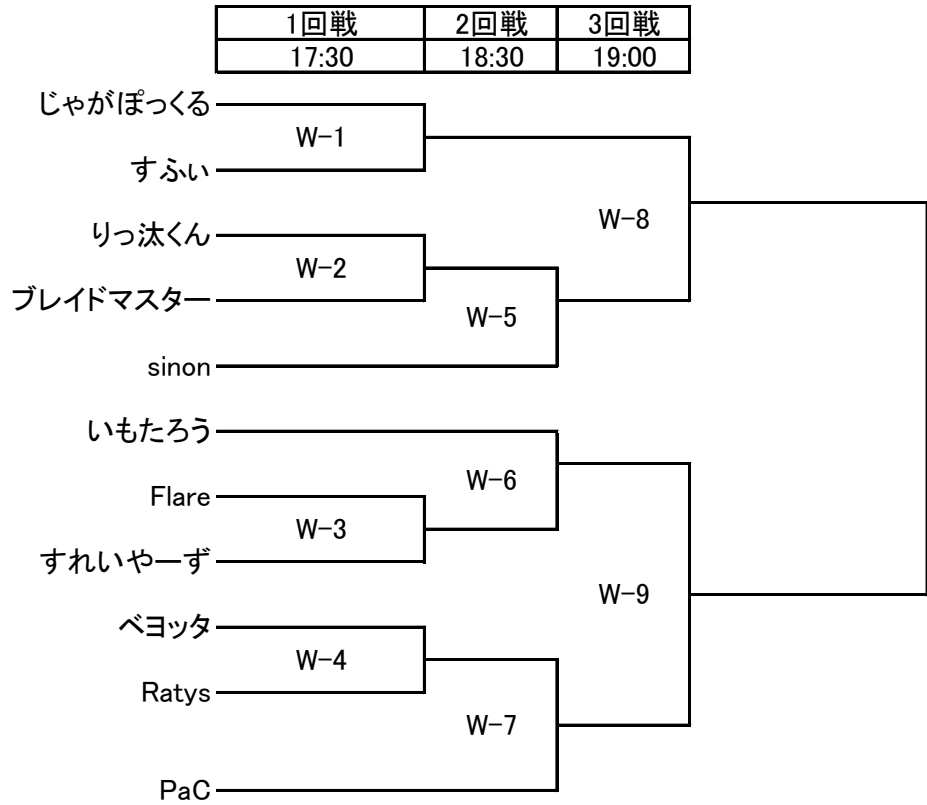 1回戦 2回戦 3回戦
17:30 18:30 19:00
じゃがぽっくる
W-1
すふぃ
W-8
りっ汰くん
W-2
ブレイドマスター
W-5
sinon
いもたろう
W-6
Flare
W-3
すれいやーず
W-9
ベヨッタ
W-4
Ratys
W-7
PaC